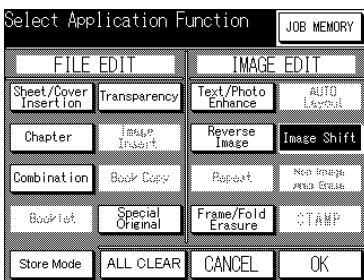 Select Application Function
JOB MEMORY
FILE EDIT
IMAGE EDIT
Sheet/Cover
Insertion
Transparency
Text/Photo
Enhance
AUTO
Layout
Chapter
Image
Insert
Reverse
Image
Image Shift
Combination
Book Copy
Repeat
Non Image
Area Erase
Booklet
Special
Original
Frame/Fold
Erasure
STAMP
Store Mode
ALL CLEAR
CANCEL
OK